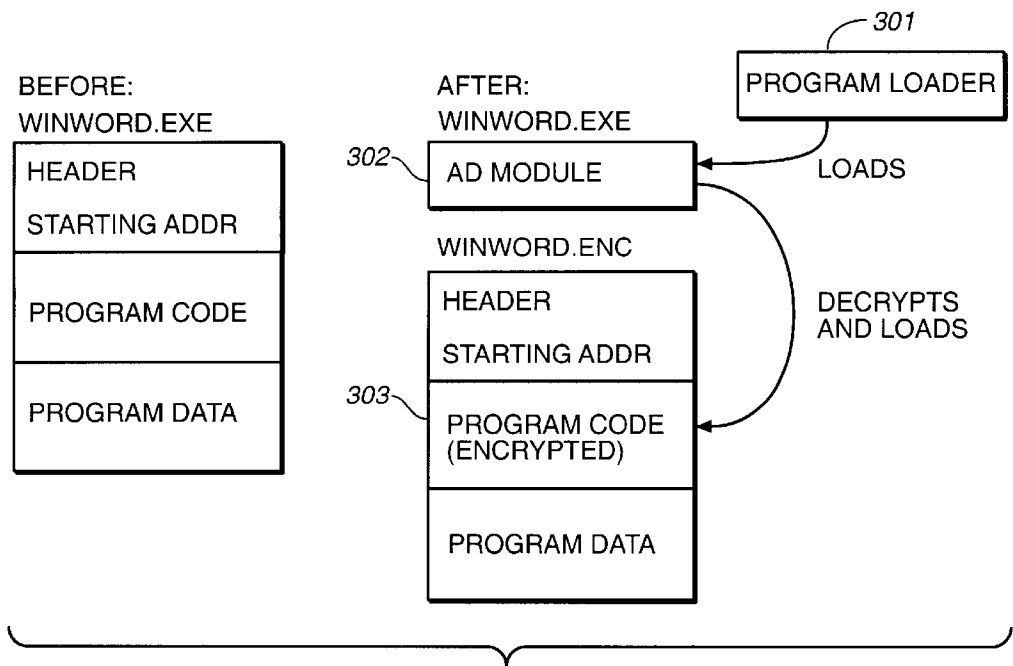 BEFORE:
WINWORD.EXE
HEADER
STARTING ADDR
PROGRAM CODE
PROGRAM DATA
AFTER:
WINWORD.EXE
302
AD MODULE
WINWORD.ENC
HEADER
STARTING ADDR
303
PROGRAM CODE
(ENCRYPTED)
PROGRAM DATA
301
PROGRAM LOADER
LOADS
DECRYPTS
AND LOADS